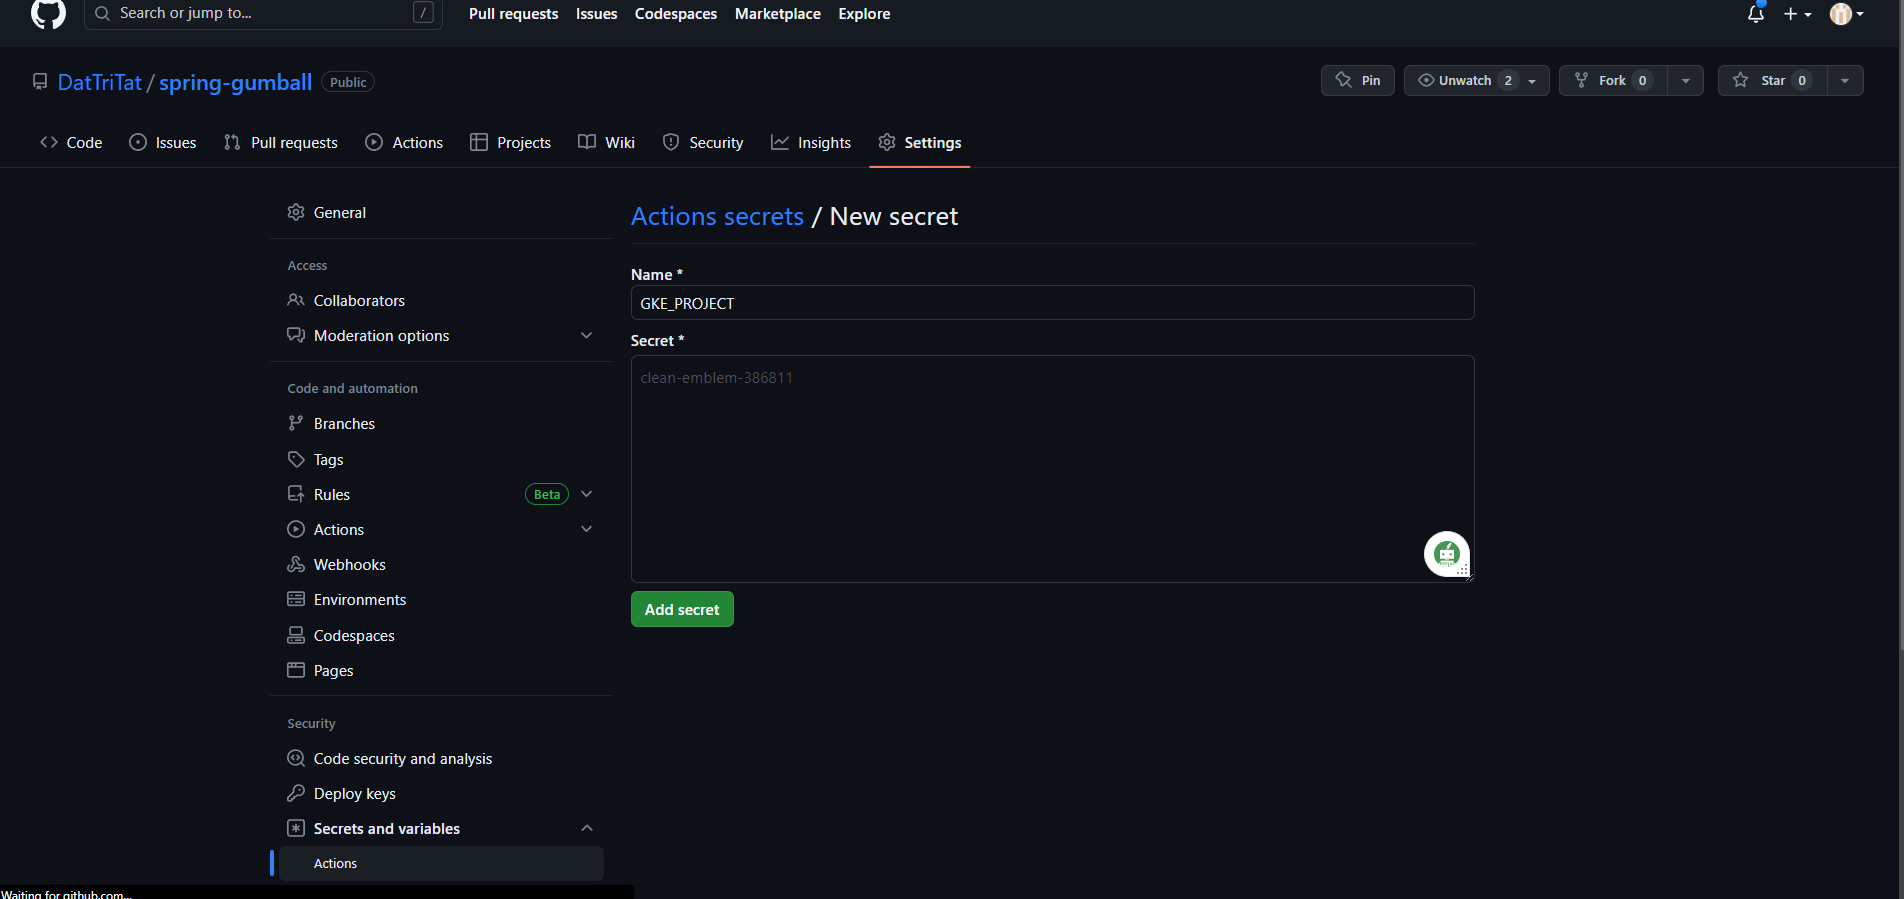 Search or jump to... /
Pull requests Issues Codespaces Marketplace Explore
DatTriTat / spring-gumball Public
Pin Unwatch 2 Fork 0 Star 0
Code Issues Pull requests Actions Projects Wiki Security Insights Settings
General
Access
Collaborators
Moderation options
Code and automation
Branches
Tags
Rules Beta
Actions
Webhooks
Environments
Codespaces
Pages
Security
Code security and analysis
Deploy keys
Secrets and variables
Actions
Actions secrets / New secret
Name *
GKE_PROJECT
Secret *
clean-emblem-386811
Add secret
Waiting for github.com...